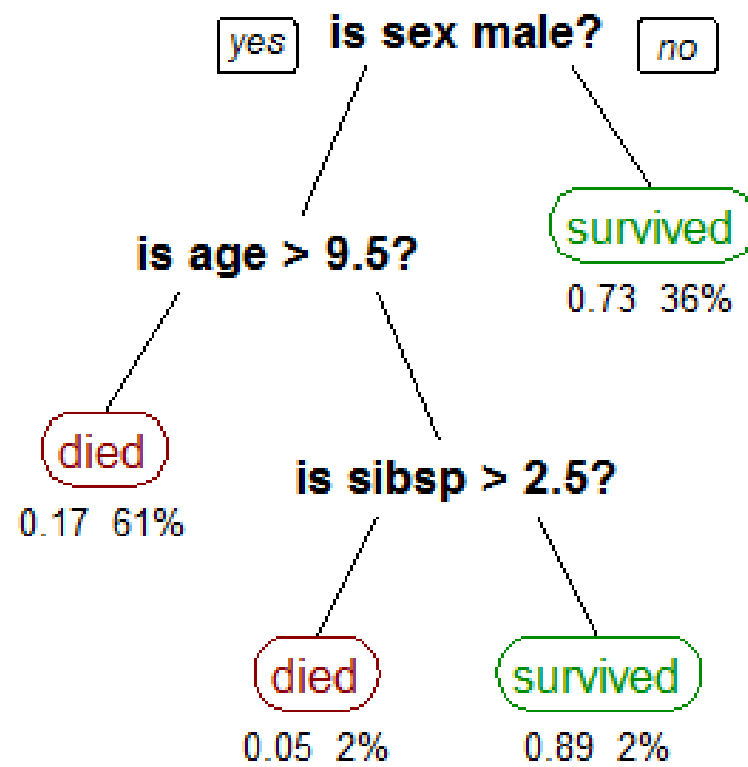 yes is sex male? no
survived
is age > 9.5?
0.73 36%
died
is sibsp > 2.5?
0.17 61%
died survived
0.05 2% 0.89 2%